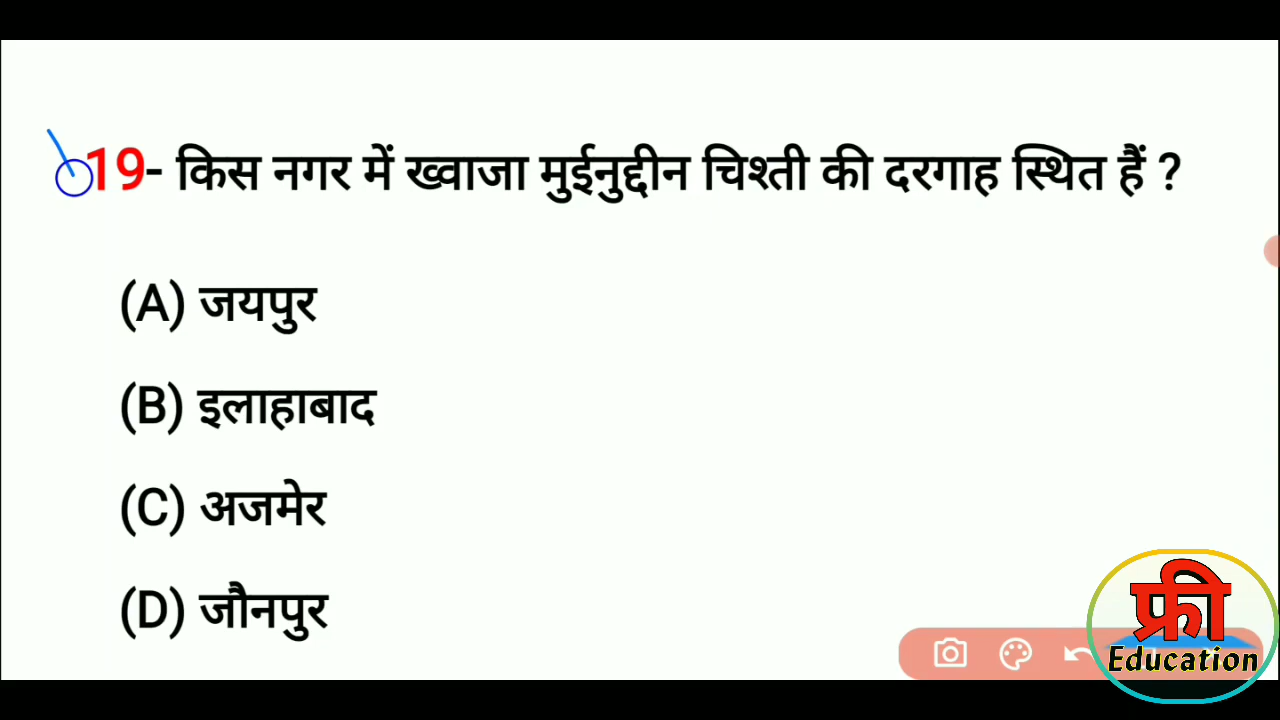 19- किस नगर में ख्वाजा मुईनुद्दीन चिश्ती की दरगाह स्थित हैं ?
(A) जयपुर
(B) इलाहाबाद
(C) अजमेर
(D) जौनपुर
फ्री
Education